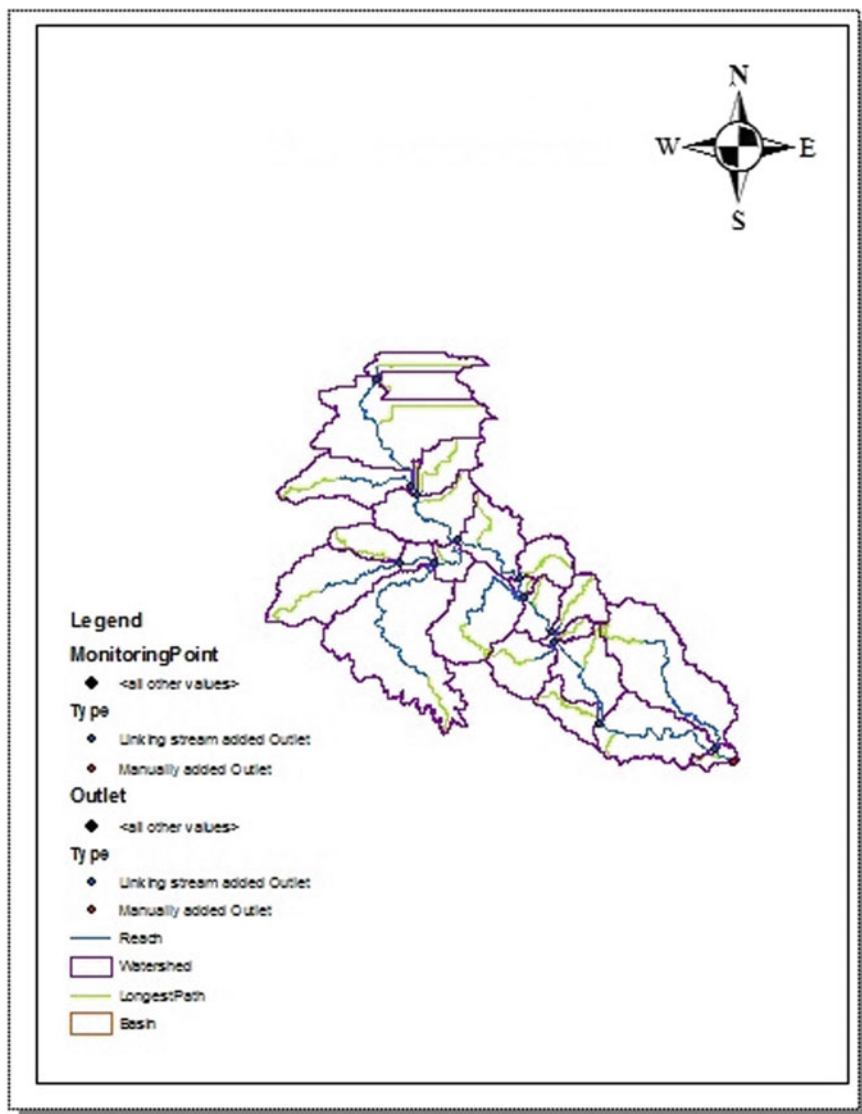 N
W E
S
Legend
MonitoringPoint
<all other values>
Type
Linking stream added Outlet
Manually added Outlet
Outlet
<all other values>
Type
Linking stream added Outlet
Manually added Outlet
Reach
Watershed
LongestPath
Basin